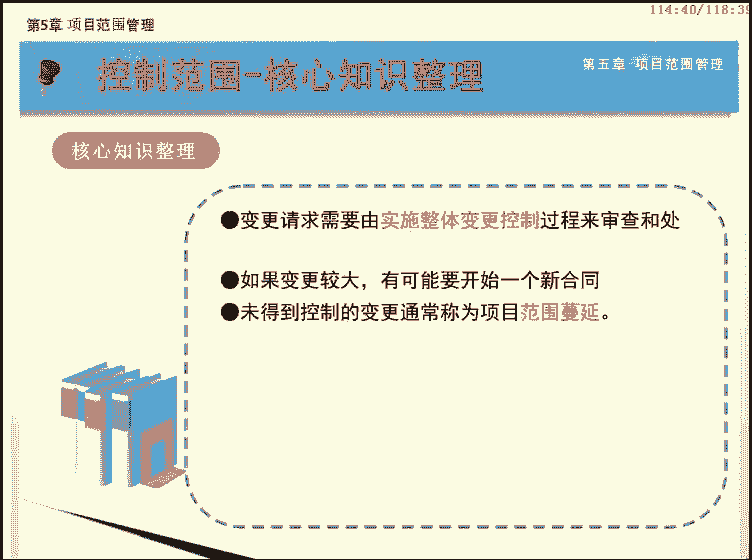 114:40/118:39
第5章 项目范围管理
控制范围-核心知识整理
第五章 项目范围管理
核心知识整理
●变更请求需要由实施整体变更控制过程来审查和处
●如果变更较大，有可能要开始一个新合同
●未得到控制的变更通常称为项目范围蔓延。